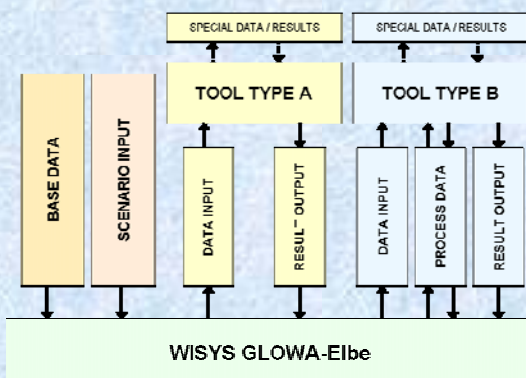 SPECIAL DATA / RESULTS
SPECIAL DATA / RESULTS
TOOL TYPE A
TOOL TYPE B
BASE DATA
SCENARIO INPUT
DATA INPUT
RESULT OUTPUT
DATA INPUT
PROCESS DATA
RESULT OUTPUT
WISYS GLOWA-Elbe